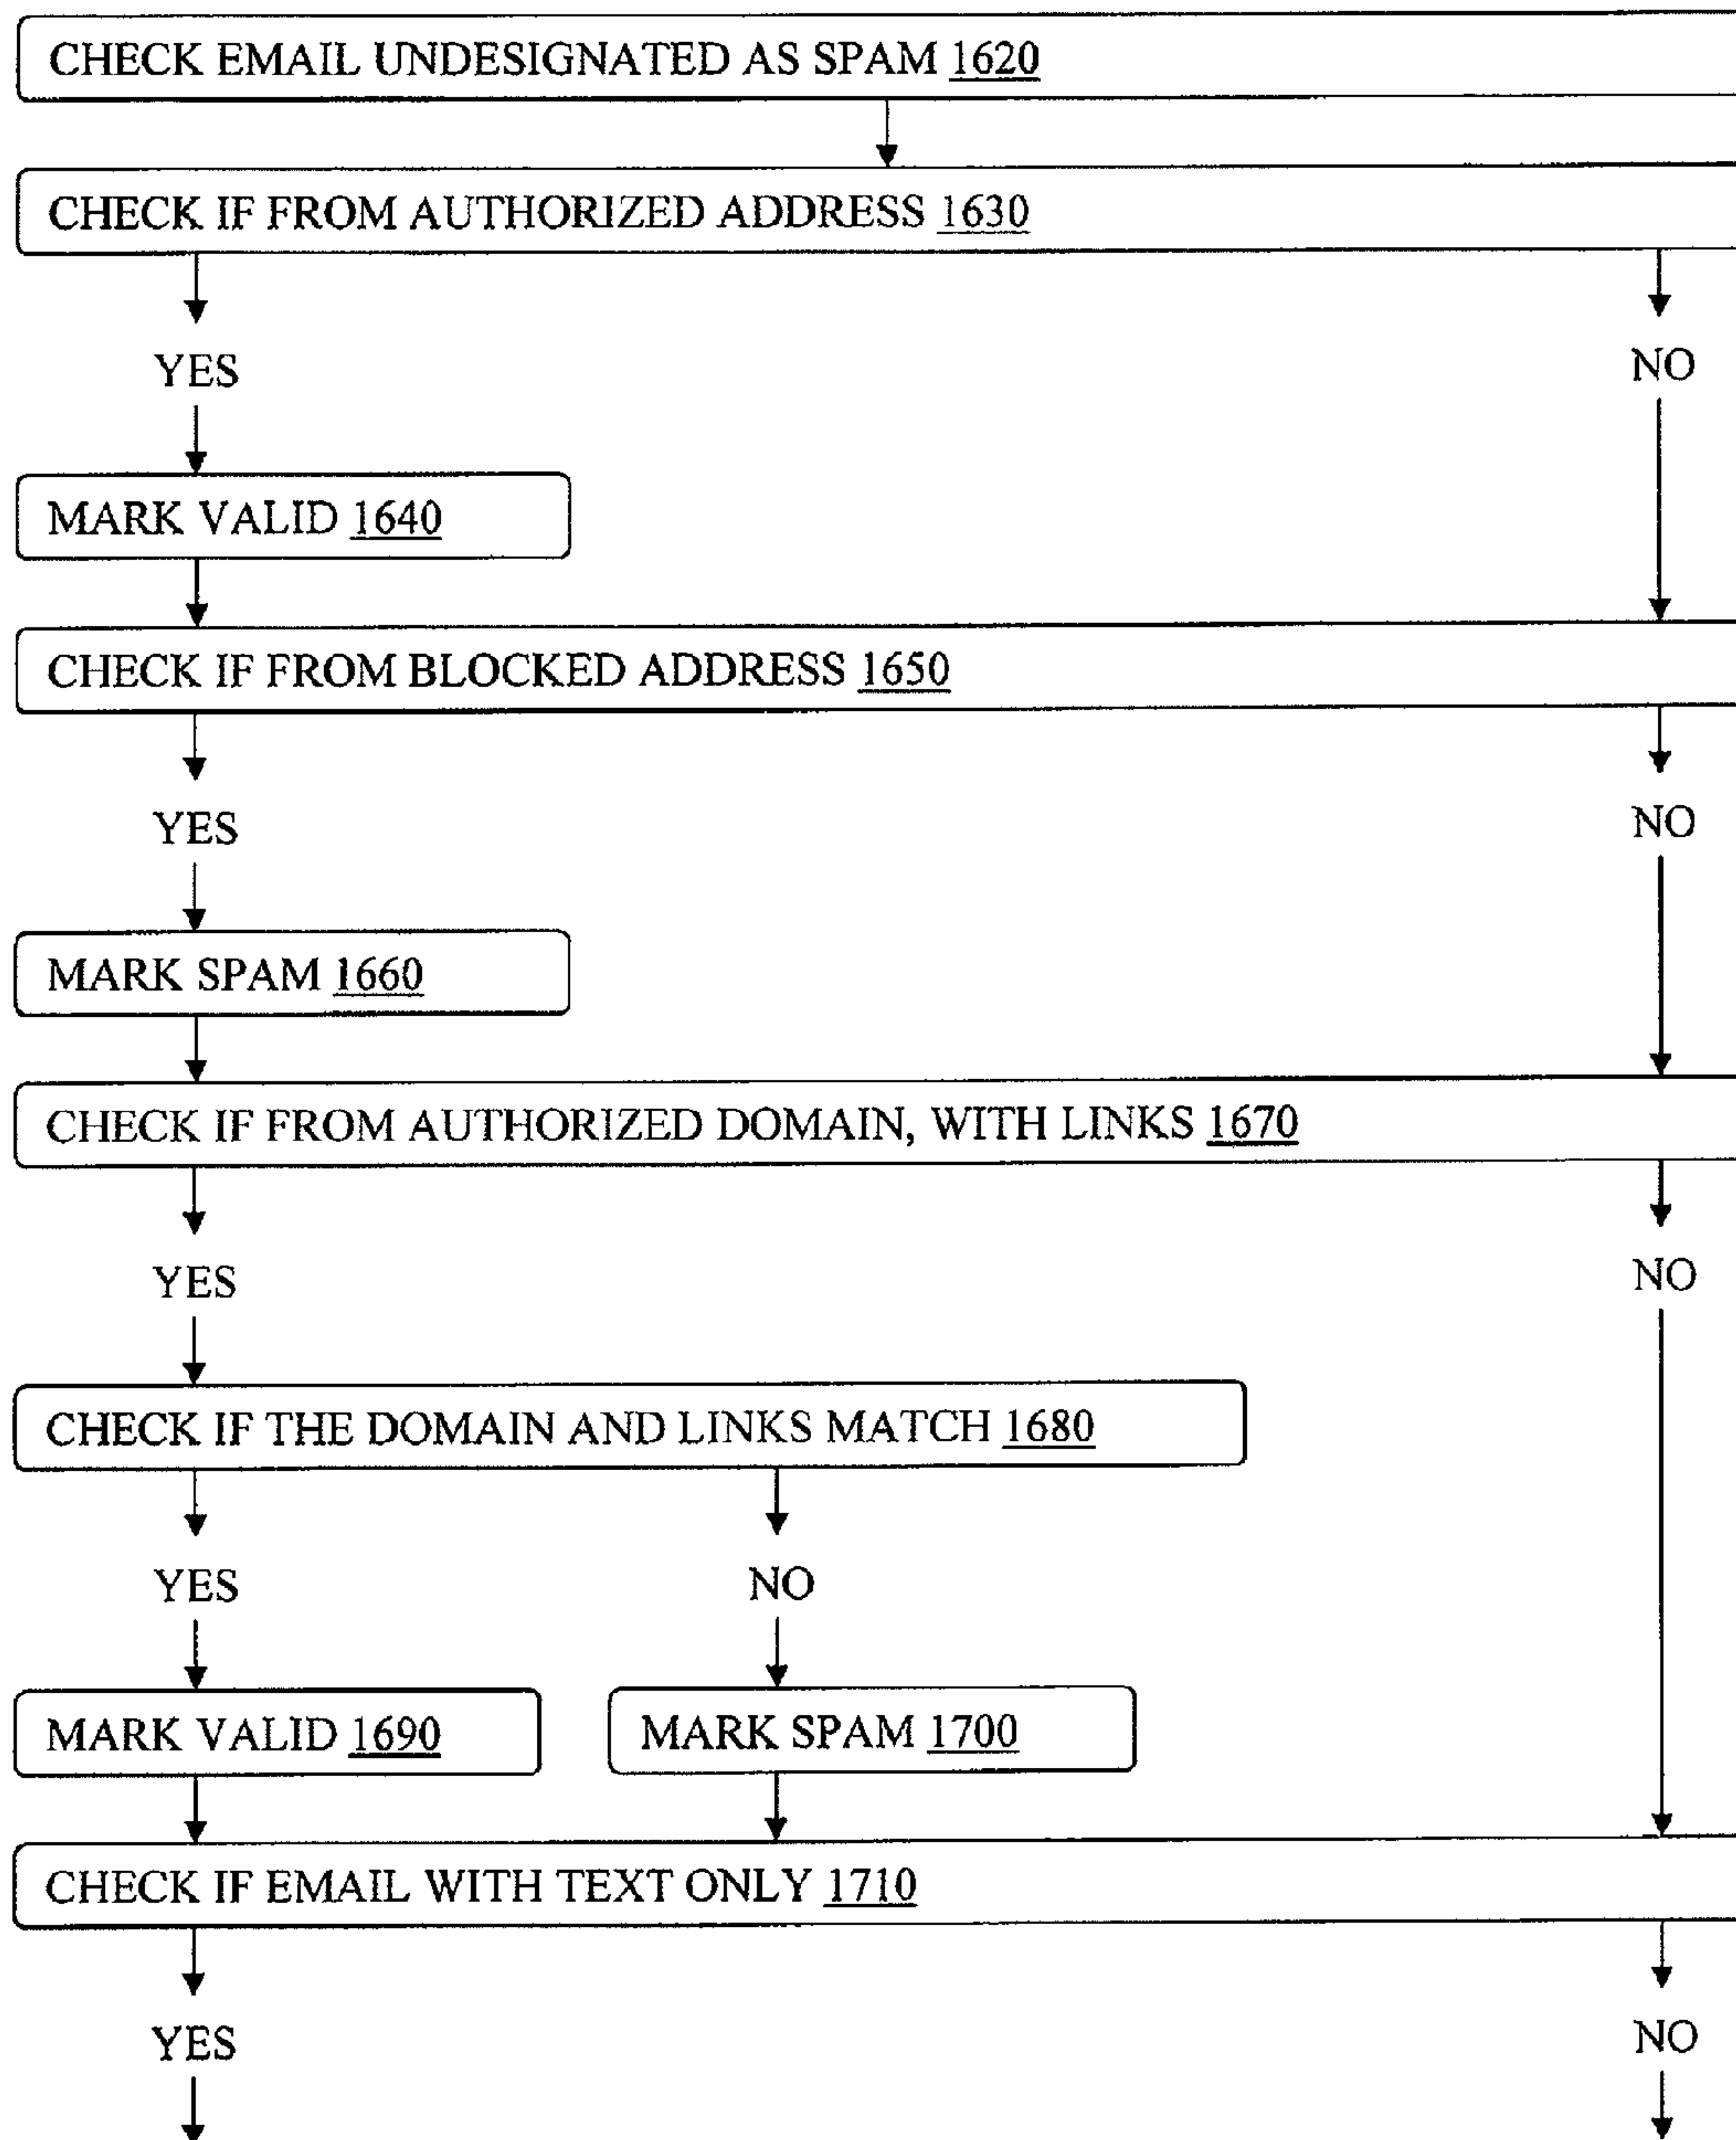 CHECK EMAIL UNDESIGNATED AS SPAM 1620
CHECK IF FROM AUTHORIZED ADDRESS 1630
YES
NO
MARK VALID 1640
CHECK IF FROM BLOCKED ADDRESS 1650
YES
NO
MARK SPAM 1660
CHECK IF FROM AUTHORIZED DOMAIN, WITH LINKS 1670
YES
NO
CHECK IF THE DOMAIN AND LINKS MATCH 1680
YES
NO
MARK VALID 1690
MARK SPAM 1700
CHECK IF EMAIL WITH TEXT ONLY 1710
YES
NO